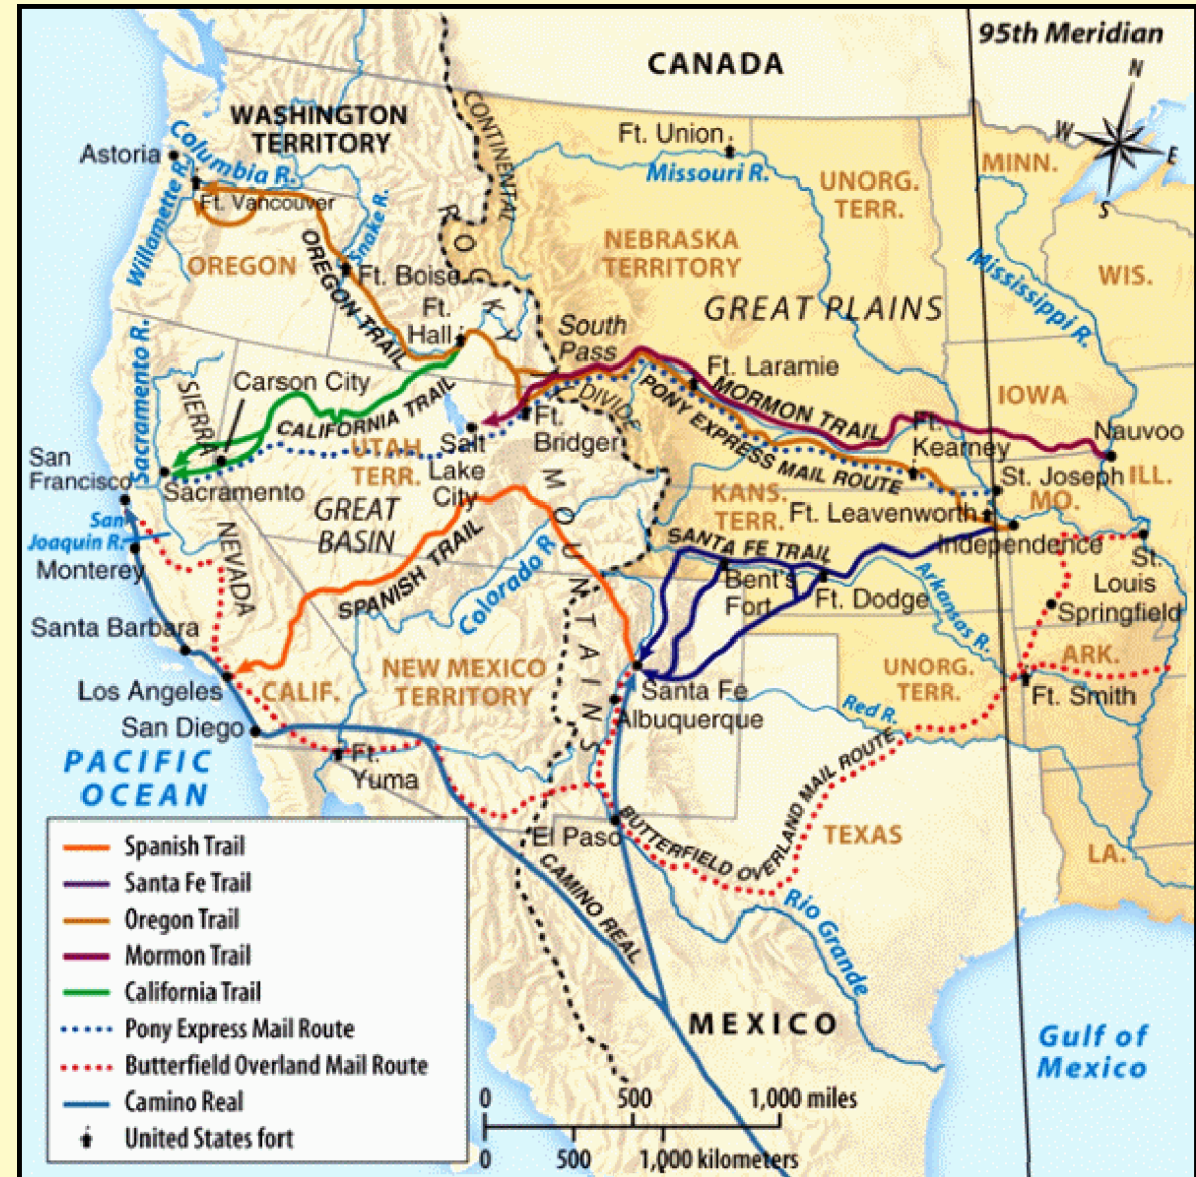 95th Meridian
CANADA
N
W
E
S
WASHINGTON
TERRITORY
CONTINENTAL
Ft. Union
MINN.
Astoria
Columbia R.
Missouri R.
UNORG.
TERR.
Ft. Vancouver
Willamette R.
Snake R.
ROCKY
NEBRASKA
TERRITORY
OREGON
OREGON TRAIL
Ft. Boise
Mississippi R.
WIS.
GREAT PLAINS
Ft.
Hall
South
Pass
Sacramento R.
Ft. Laramie
Carson City
SIERRA
CALIFORNIA TRAIL
DIVIDE
MORMON TRAIL
IOWA
PONY EXPRESS MAIL ROUTE
Ft.
Bridger
Ft.
Kearney
Nauvoo
UTAH
TERR.
Salt
Lake
City
San
Francisco
St. Joseph
ILL.
Sacramento
KANS.
TERR.
MO.
GREAT
BASIN
Ft. Leavenworth
MOUNTAINS
San
Joaquin R.
NEVADA
SPANISH TRAIL
SANTA FE TRAIL
Independence
St.
Louis
Monterey
Colorado R.
Bent's
Fort
Ft. Dodge
Arkansas R.
Springfield
Santa Barbara
NEW MEXICO
TERRITORY
UNORG.
TERR.
ARK.
Los Angeles
CALIF.
Santa Fe
Ft. Smith
San Diego
Albuquerque
Red R.
PACIFIC
OCEAN
Ft.
Yuma
BUTTERFIELD OVERLAND MAIL ROUTE
El Paso
TEXAS
LA.
CAMINO REAL
Rio Grande
MEXICO
Gulf of
Mexico
Spanish Trail
Santa Fe Trail
Oregon Trail
Mormon Trail
California Trail
Pony Express Mail Route
Butterfield Overland Mail Route
Camino Real
United States fort
0 500 1,000 miles
0 500 1,000 kilometers